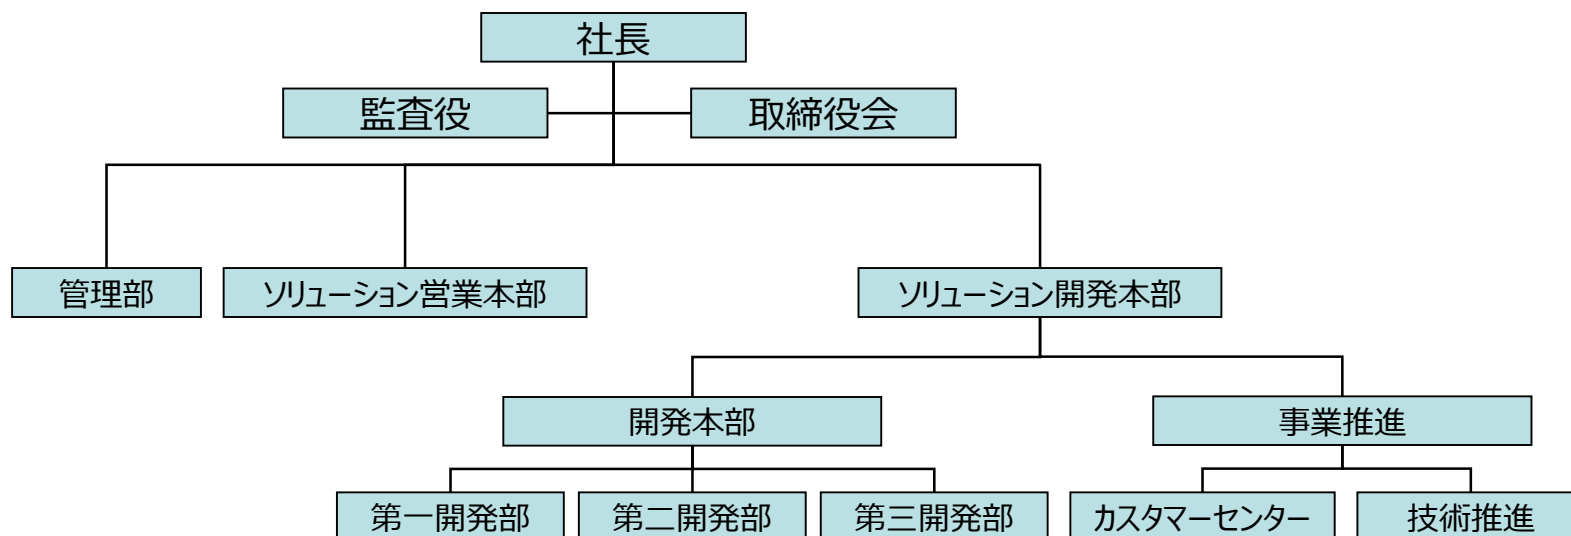 社長
監査役
取締役会
管理部
ソリューション営業本部
ソリューション開発本部
開発本部
事業推進
第一開発部
第二開発部
第三開発部
カスタマーセンター
技術推進